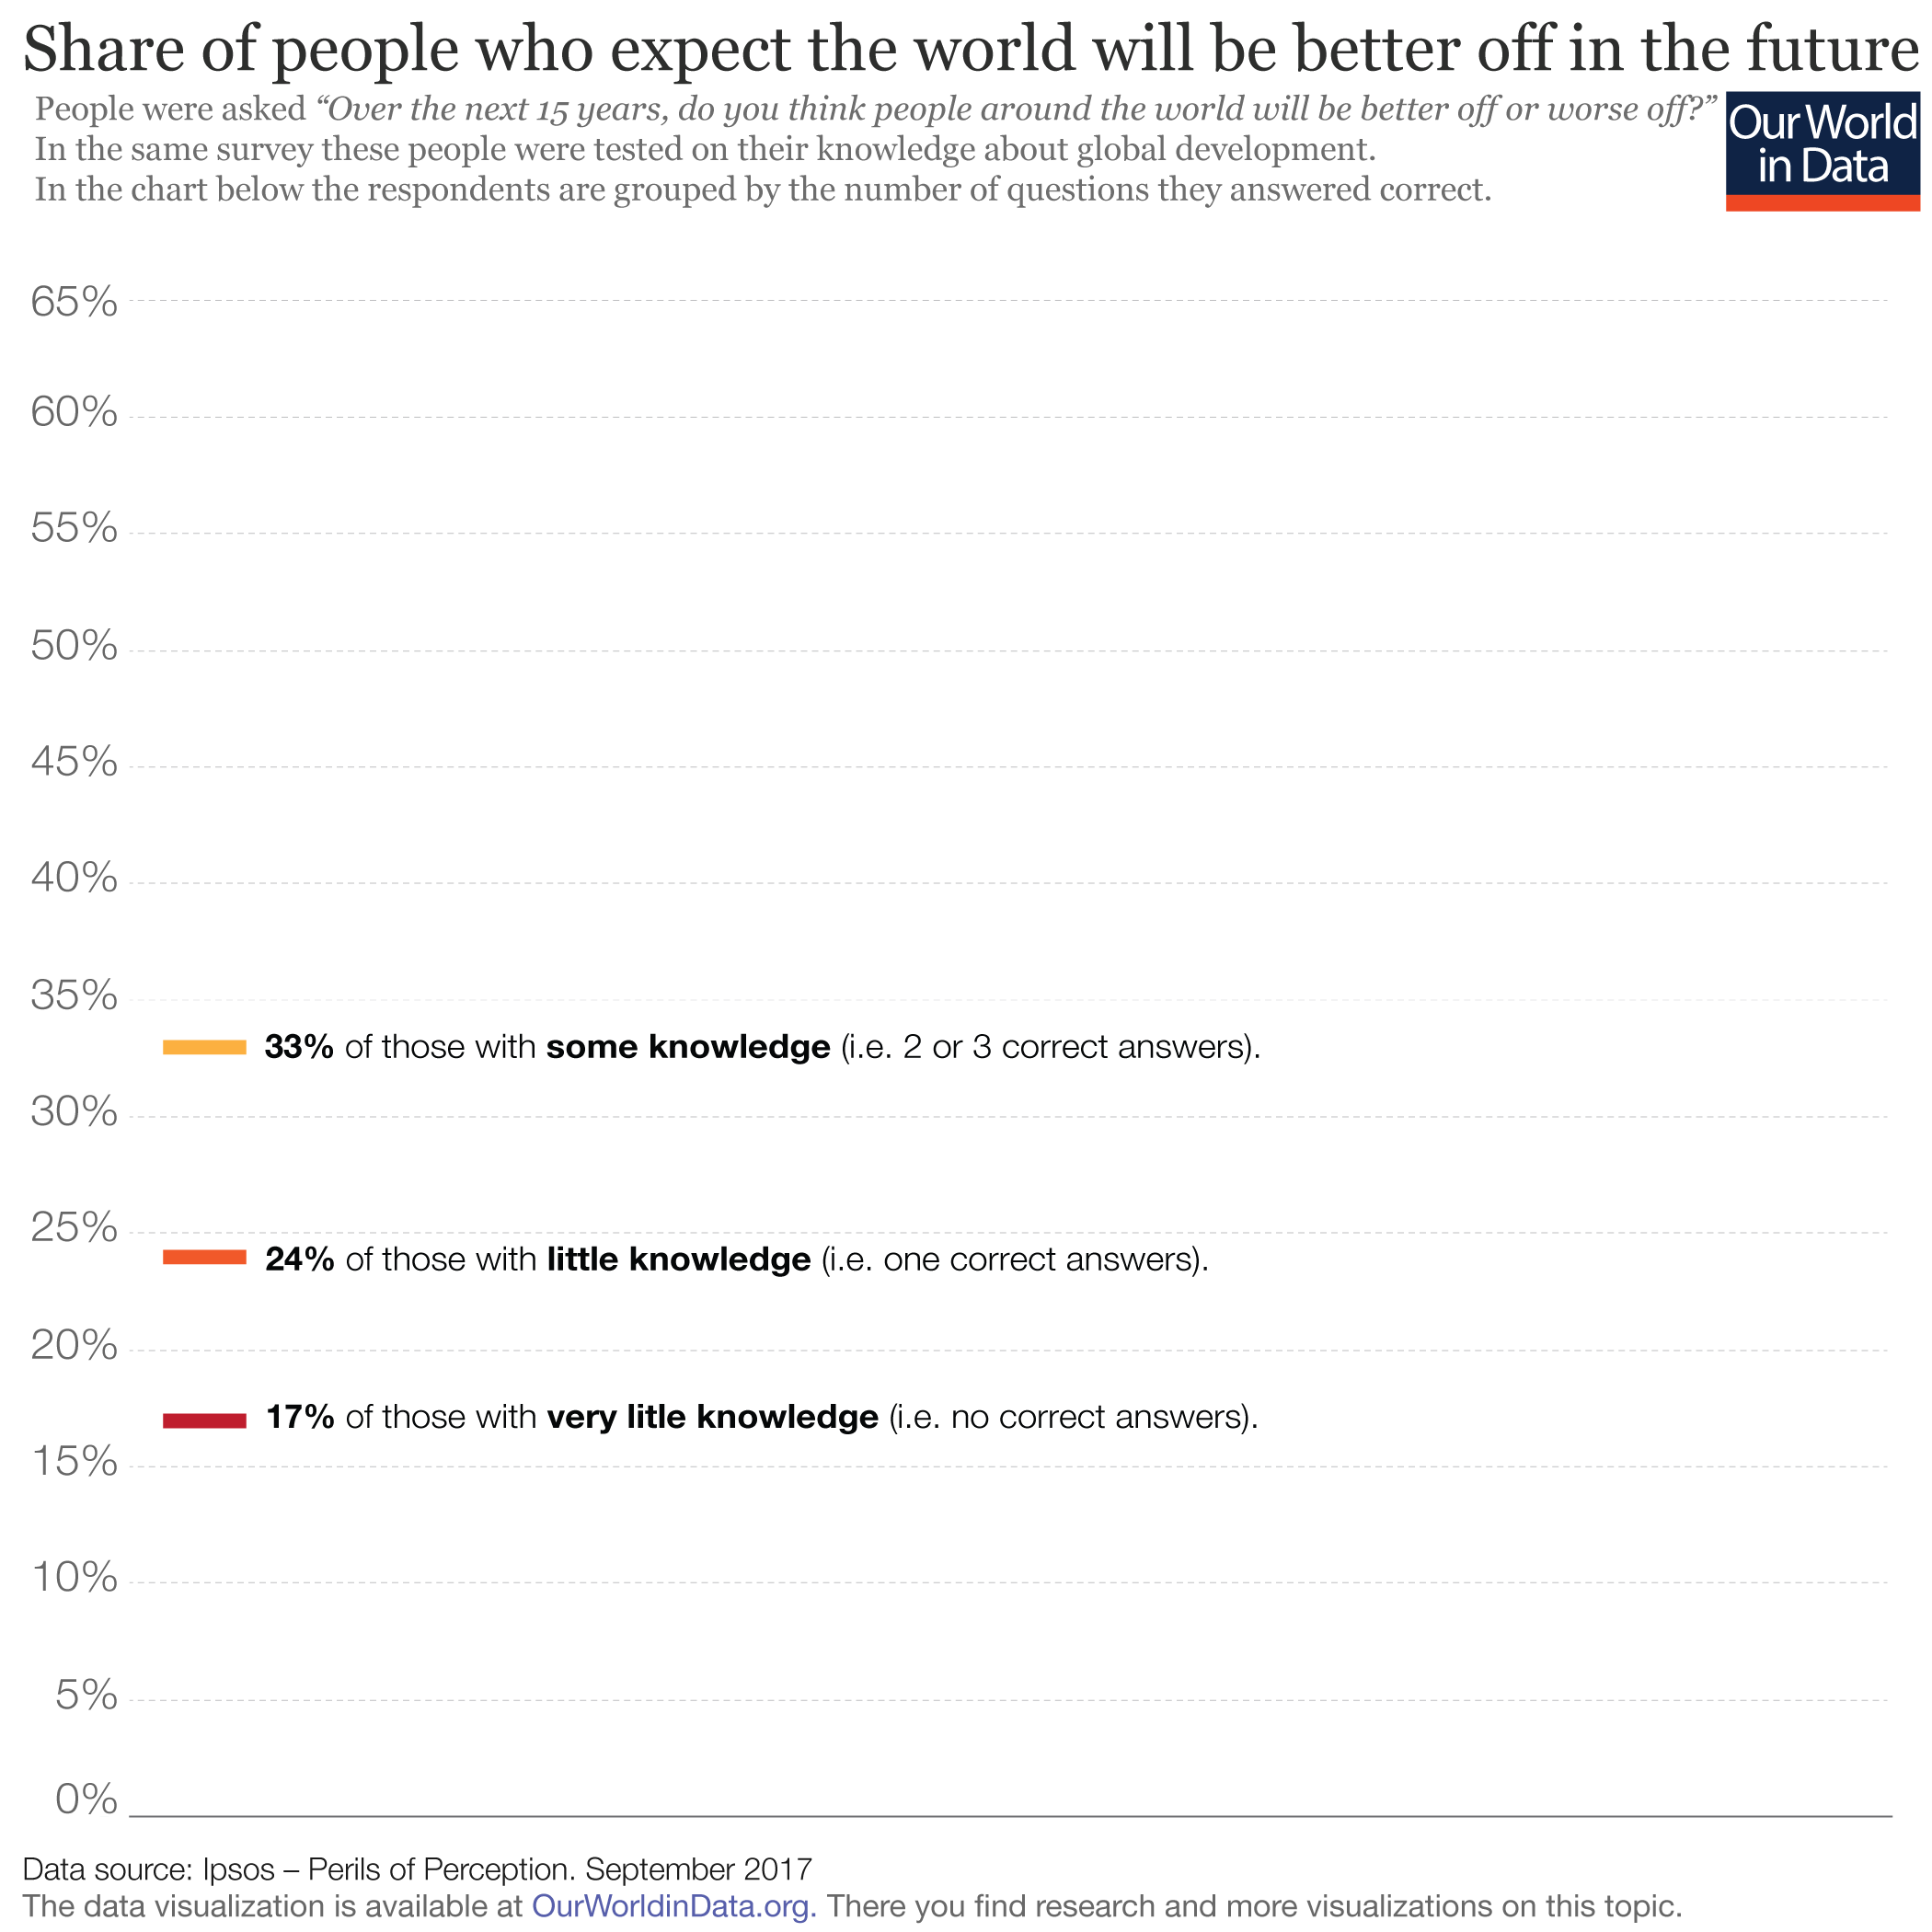 Share of people who expect the world will be better off in the future
People were asked “Over the next 15 years, do you think people around the world will be better off or worse off?”
In the same survey these people were tested on their knowledge about global development.
In the chart below the respondents are grouped by the number of questions they answered correct.
Our World
in Data
65%
60%
55%
50%
45%
40%
35%
33% of those with some knowledge (i.e. 2 or 3 correct answers).
30%
25%
24% of those with little knowledge (i.e. one correct answers).
20%
17% of those with very litle knowledge (i.e. no correct answers).
15%
10%
5%
0%
Data source: Ipsos – Perils of Perception. September 2017
The data visualization is available at OurWorldinData.org. There you find research and more visualizations on this topic.